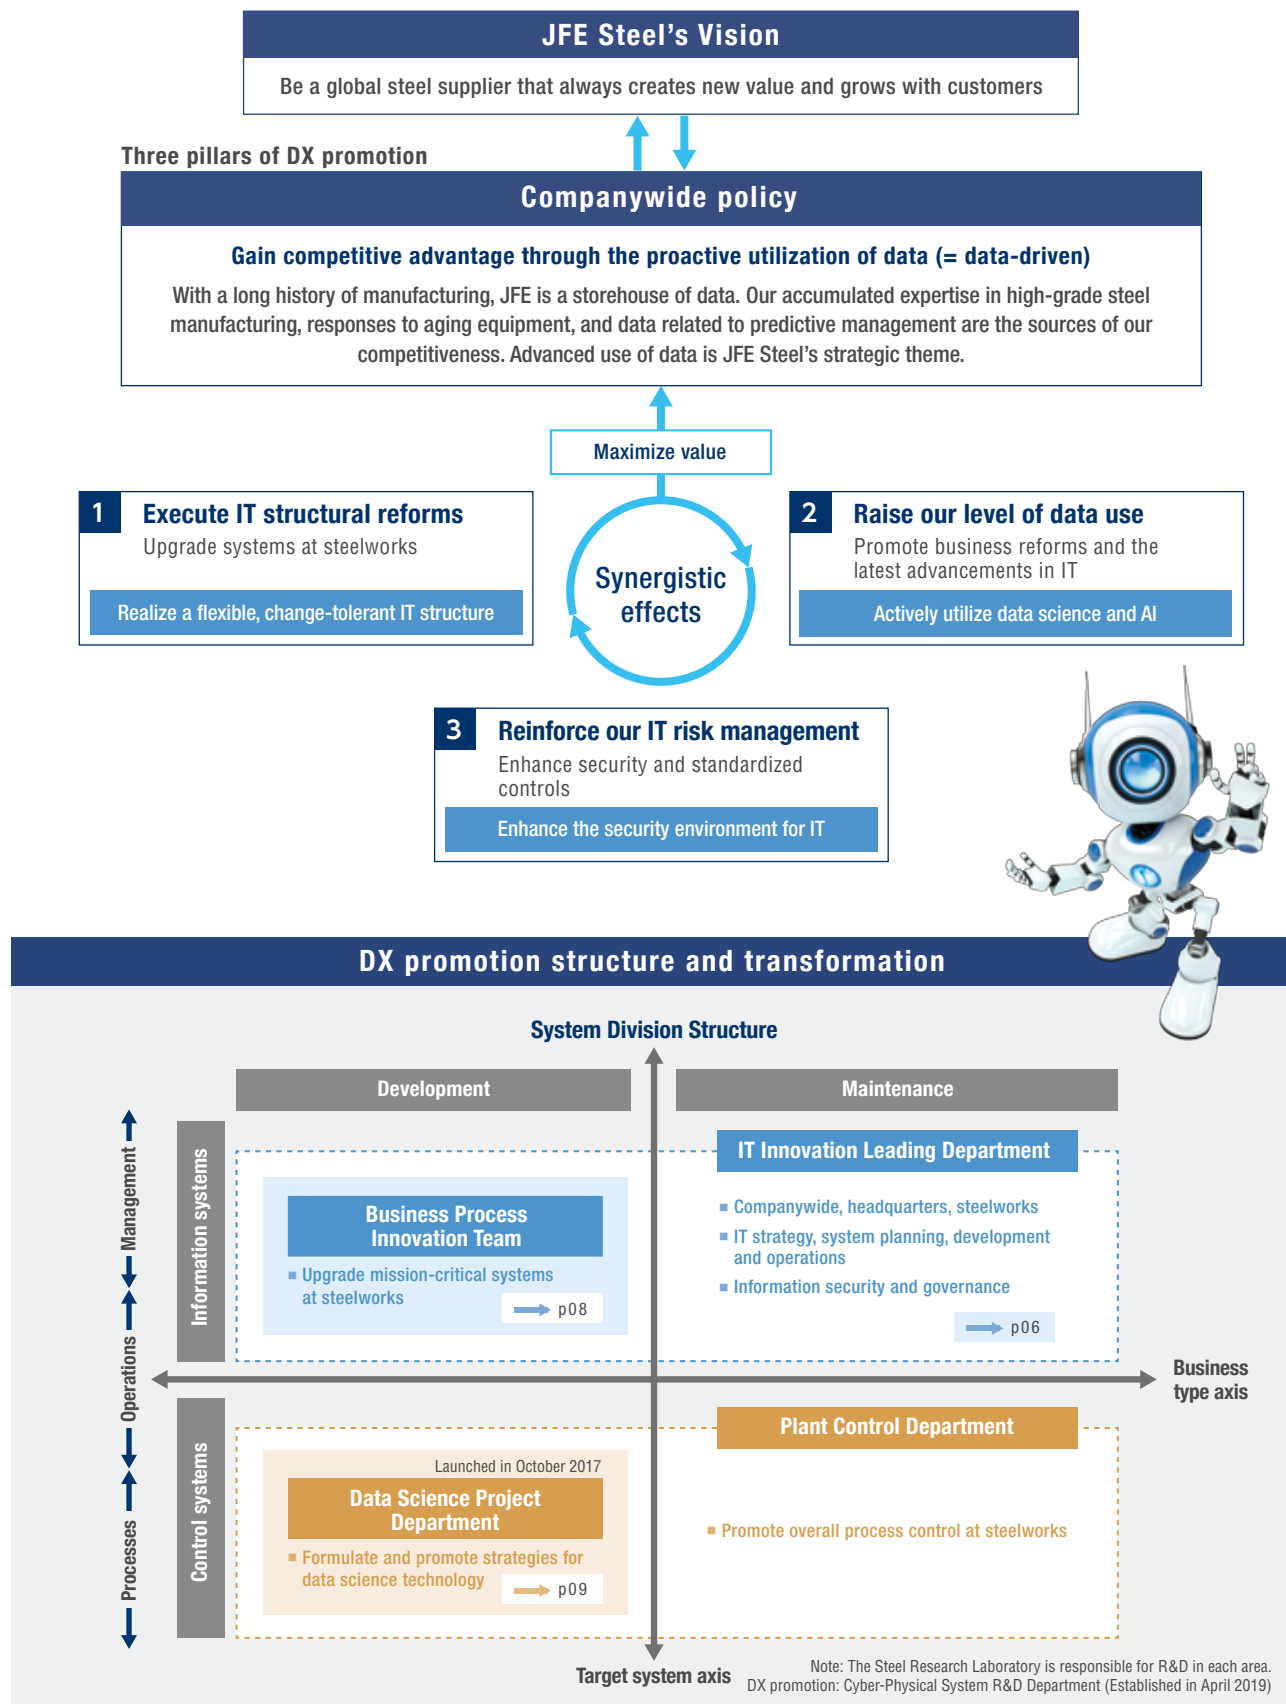 JFE Steel's Vision
Be a global steel supplier that always creates new value and grows with customers
Three pillars of DX promotion
Companywide policy
Gain competitive advantage through the proactive utilization of data (= data-driven)
With a long history of manufacturing, JFE is a storehouse of data. Our accumulated expertise in high-grade steel
manufacturing, responses to aging equipment, and data related to predictive management are the sources of our
competitiveness. Advanced use of data is JFE Steel's strategic theme.
Maximize value
1
Execute IT structural reforms
Upgrade systems at steelworks
Realize a flexible, change-tolerant IT structure
Synergistic
effects
2
Raise our level of data use
Promote business reforms and the
latest advancements in IT
Actively utilize data science and AI
3
Reinforce our IT risk management
Enhance security and standardized
controls
Enhance the security environment for IT
DX promotion structure and transformation
System Division Structure
Development
Maintenance
Management
Operations
Processes
Information systems
Control systems
Business Process
Innovation Team
■ Upgrade mission-critical systems
at steelworks
p08
IT Innovation Leading Department
■ Companywide, headquarters, steelworks
■ IT strategy, system planning, development
and operations
■ Information security and governance
p06
Business
type axis
Launched in October 2017
Data Science Project
Department
■ Formulate and promote strategies for
data science technology
p09
Plant Control Department
■ Promote overall process control at steelworks
Target system axis
Note: The Steel Research Laboratory is responsible for R&D in each area.
DX promotion: Cyber-Physical System R&D Department (Established in April 2019)